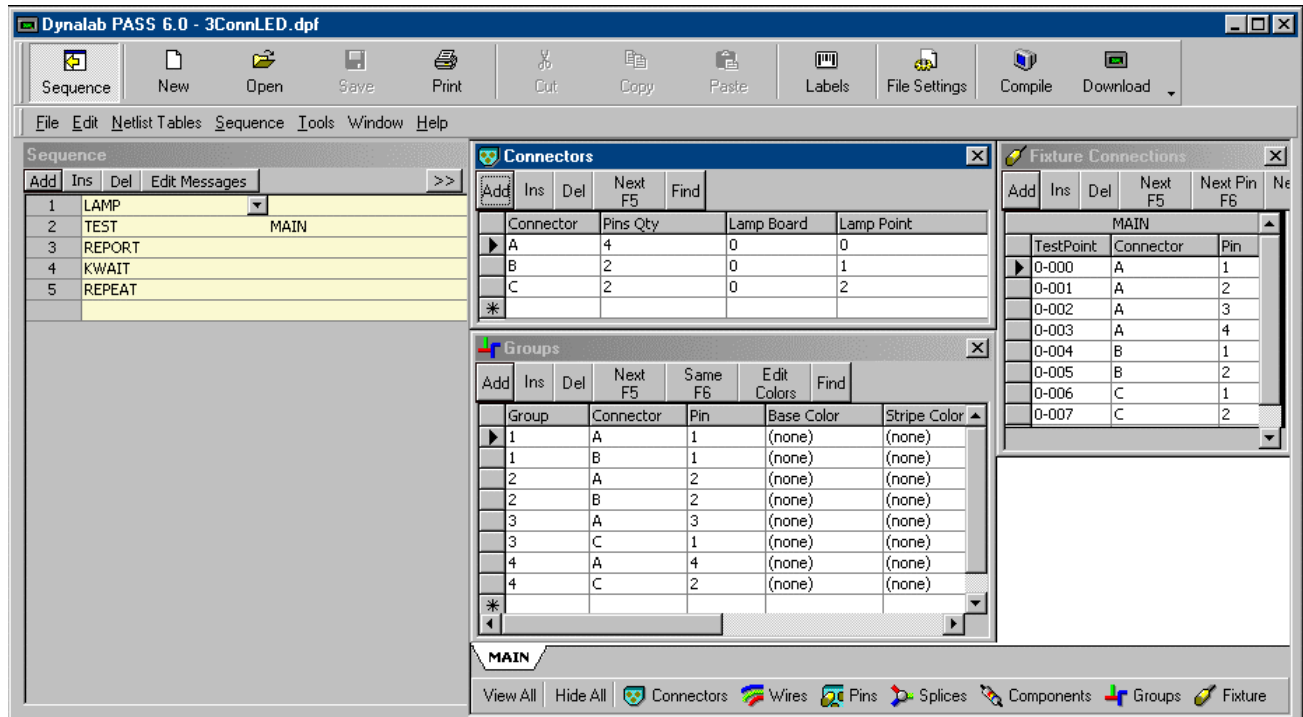 Dynalab PASS 6.0 - 3ConnLED.dpf
Sequence New Open Save Print Cut Copy Paste Labels File Settings Compile Download
File Edit Netlist Tables Sequence Tools Window Help
Sequence
Add Ins Del Edit Messages >>
1 LAMP
2 TEST MAIN
3 REPORT
4 KWAIT
5 REPEAT
Connectors
Add Ins Del Next F5 Find
Connector Pins Qty Lamp Board Lamp Point
A 4 0 0
B 2 0 1
C 2 0 2
Groups
Add Ins Del Next F5 Same F6 Edit Colors Find
Group Connector Pin Base Color Stripe Color
1 A 1 (none) (none)
1 B 1 (none) (none)
2 A 2 (none) (none)
2 B 2 (none) (none)
3 A 3 (none) (none)
3 C 1 (none) (none)
4 A 4 (none) (none)
4 C 2 (none) (none)
Fixture Connections
Add Ins Del Next F5 Next Pin F6 Ne
MAIN
TestPoint Connector Pin
0-000 A 1
0-001 A 2
0-002 A 3
0-003 A 4
0-004 B 1
0-005 B 2
0-006 C 1
0-007 C 2
MAIN
View All Hide All Connectors Wires Pins Splices Components Groups Fixture